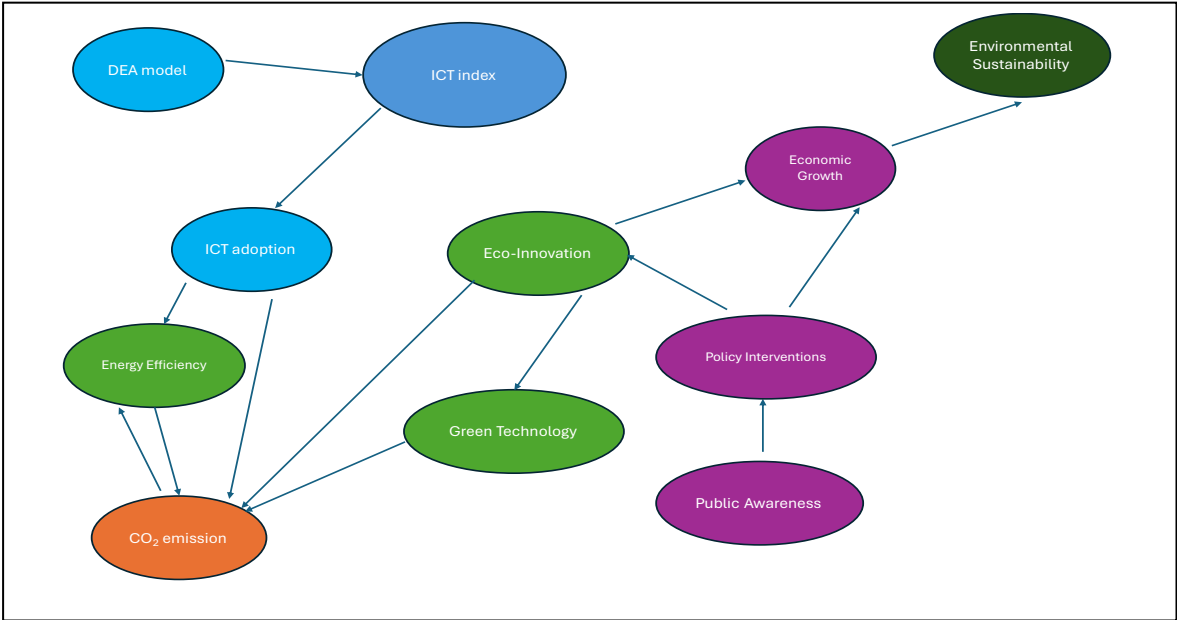 DEA model
ICT index
Environmental
Sustainability
Economic
Growth
ICT adoption
Eco-Innovation
Energy Efficiency
Policy Interventions
Green Technology
Public Awareness
CO₂ emission